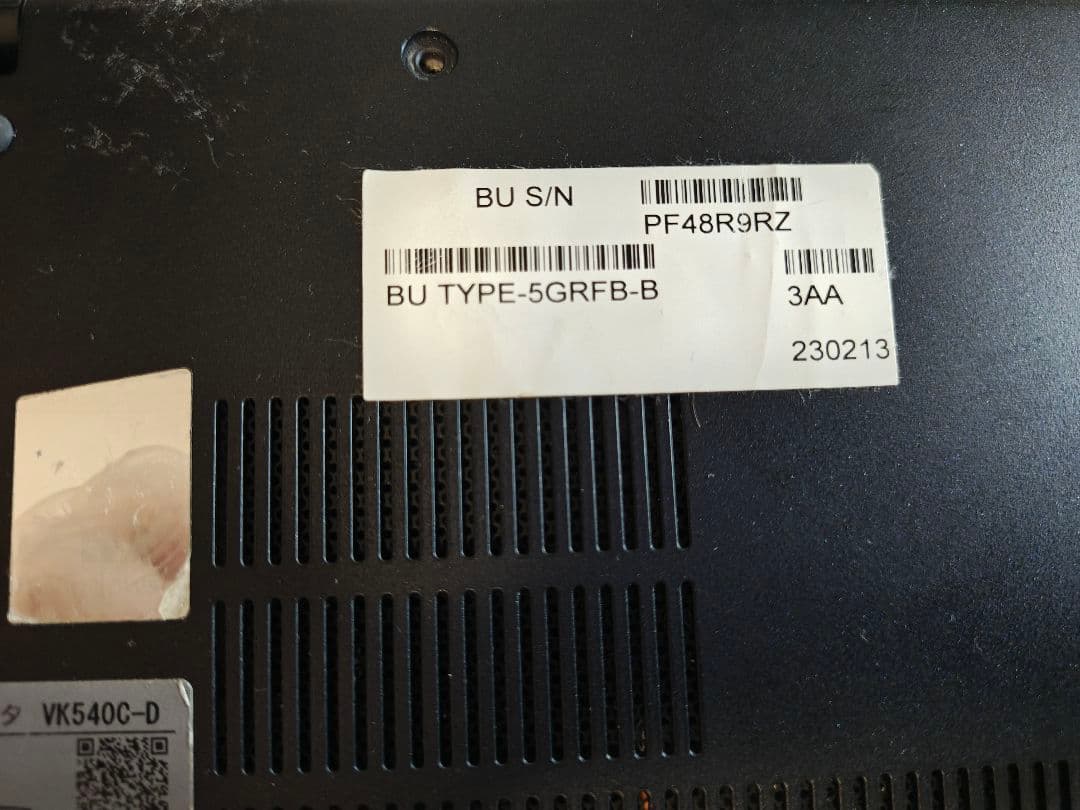 BU S/N
PF48R9RZ
BU TYPE-5GRFB-B
3AA
230213
タ VK540C-D